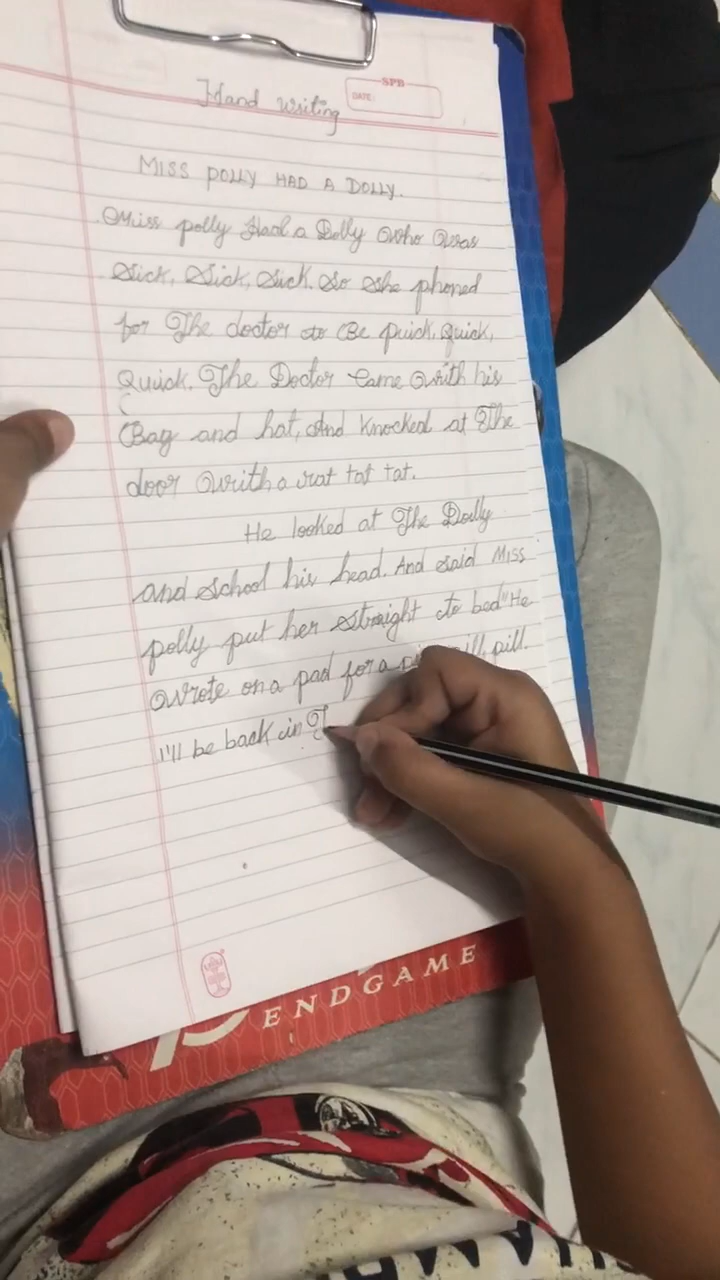 Hand writing
SPB
DATE:
MISS POLLY HAD A DOLLY.
Miss polly Had a Dolly Who Was
Sick, Sick, Sick. So She phoned
for The doctor to Be quick, quick,
Quick. The Doctor Came With his
Bag and hat, And Knocked at The
door With a rat tat tat.
He looked at The Dolly
and School his head. And said Miss
polly put her straight to bed" He
Wrote on a pad for a pill pill.
I'll be back in T
ENDGAME